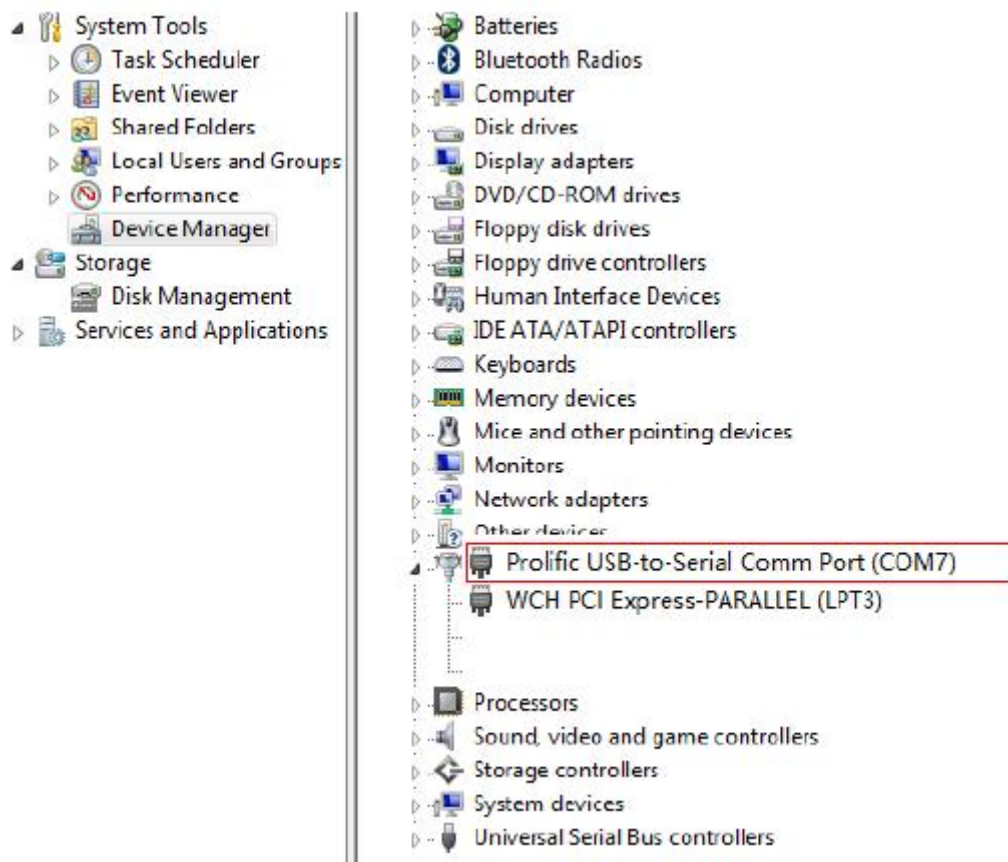 System Tools
Task Scheduler
Event Viewer
Shared Folders
Local Users and Groups
Performance
Device Manager
Storage
Disk Management
Services and Applications
Batteries
Bluetooth Radios
Computer
Disk drives
Display adapters
DVD/CD-ROM drives
Floppy disk drives
Floppy drive controllers
Human Interface Devices
IDE ATA/ATAPI controllers
Keyboards
Memory devices
Mice and other pointing devices
Monitors
Network adapters
Other devices
Prolific USB-to-Serial Comm Port (COM7)
WCH PCI Express-PARALLEL (LPT3)
Processors
Sound, video and game controllers
Storage controllers
System devices
Universal Serial Bus controllers